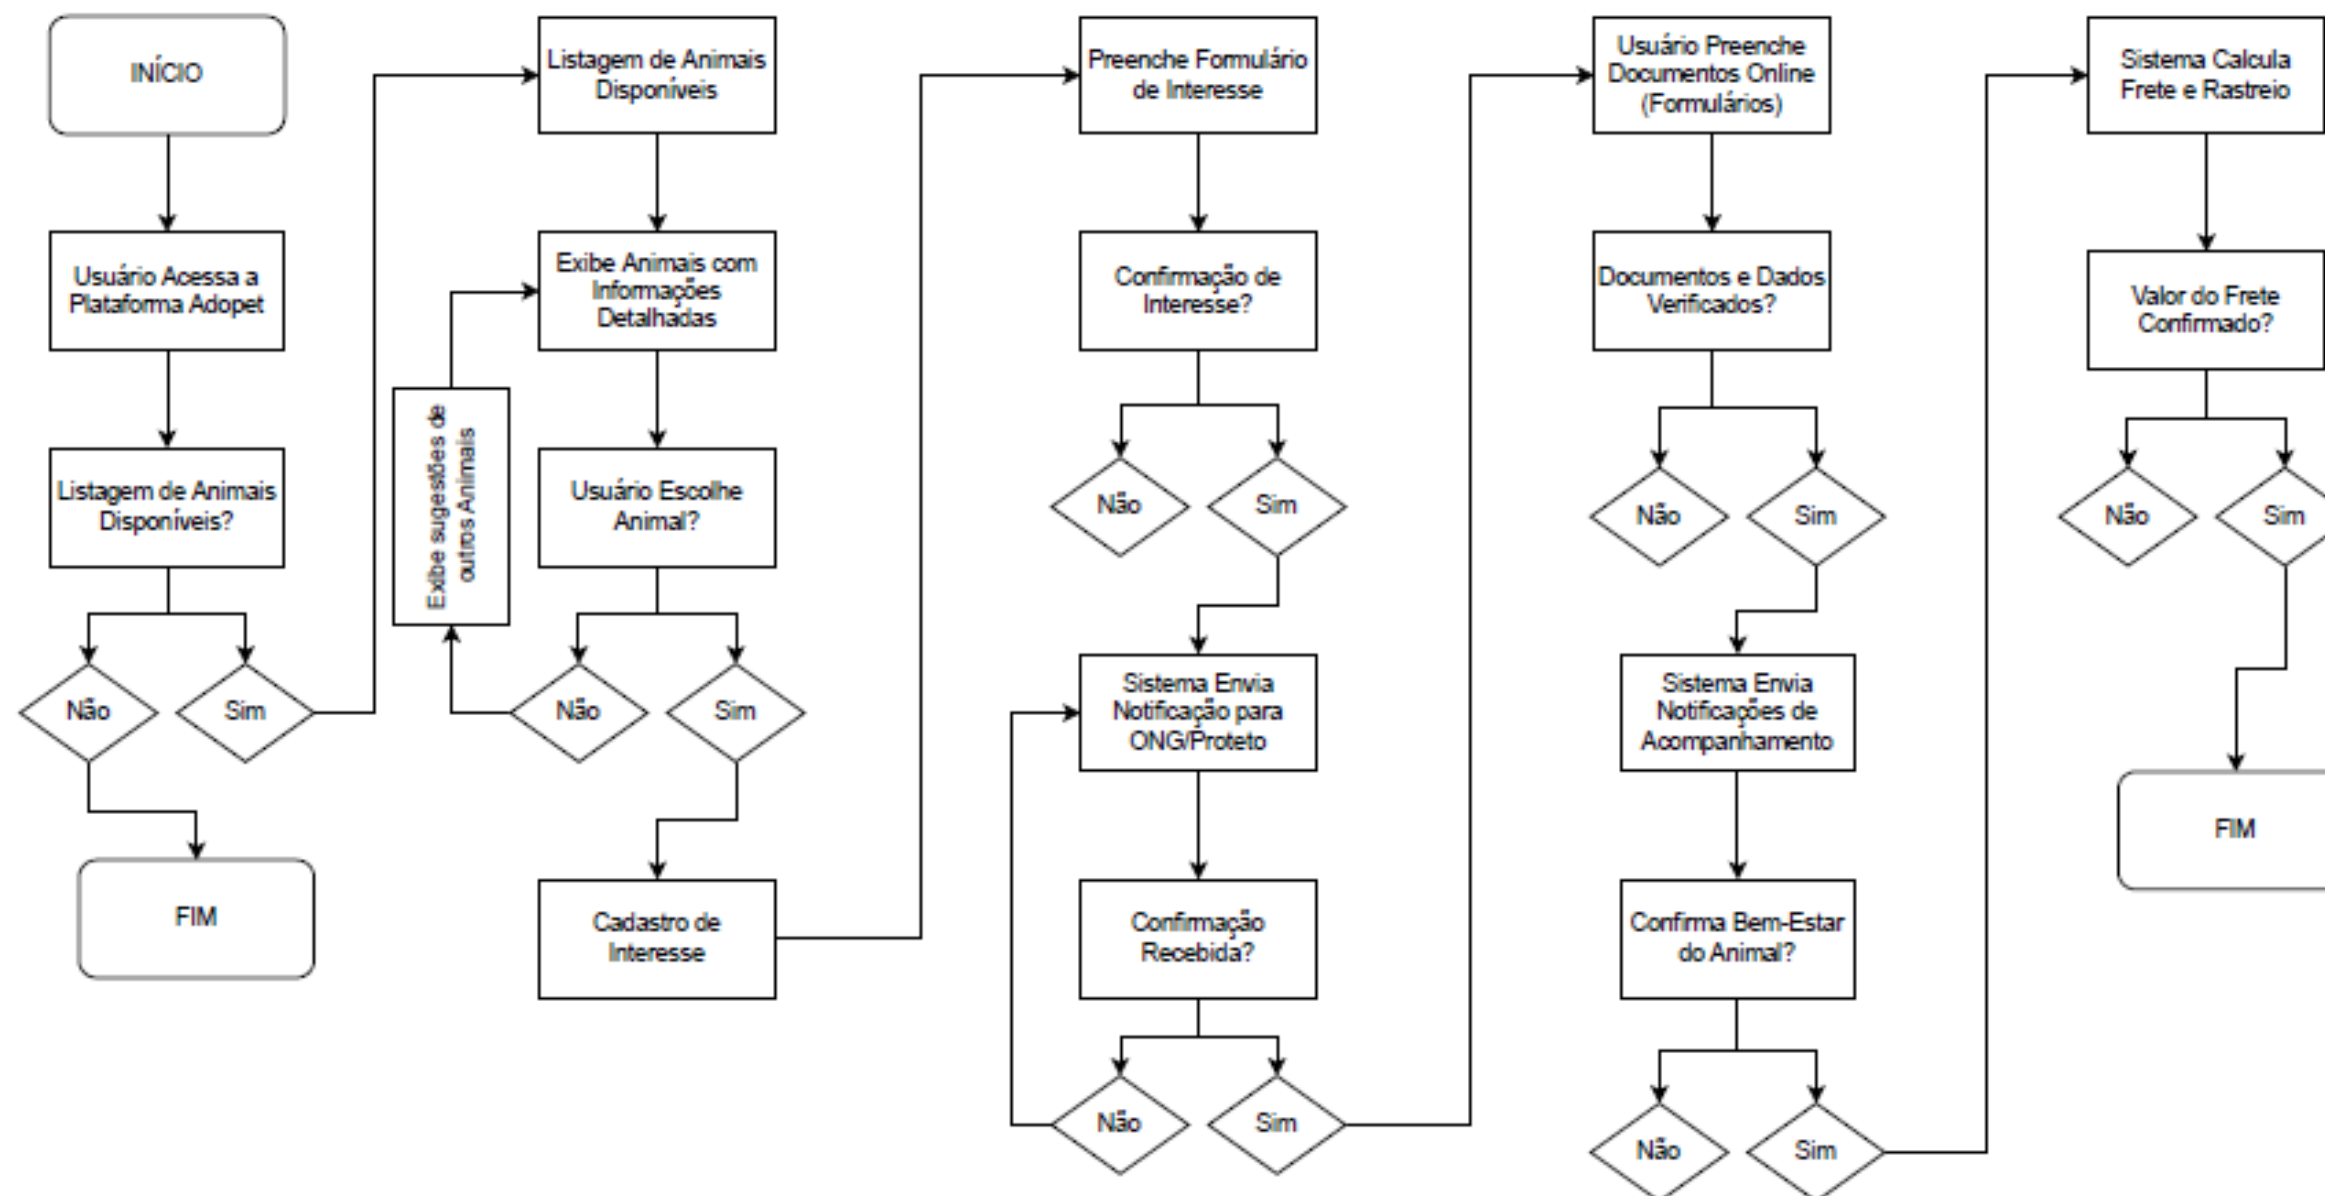 INÍCIO
Usuário Acessa a
Plataforma Adopet
Listagem de Animais
Disponíveis?
Não
Sim
FIM
Listagem de Animais
Disponíveis
Exibe Animais com
Informações
Detalhadas
Exibe sugestões de
outros Animais
Usuário Escolhe
Animal?
Não
Sim
Cadastro de
Interesse
Preenche Formulário
de Interesse
Confirmação de
Interesse?
Não
Sim
Sistema Envia
Notificação para
ONG/Proteto
Confirmação
Recebida?
Não
Sim
Usuário Preenche
Documentos Online
(Formulários)
Documentos e Dados
Verificados?
Não
Sim
Sistema Envia
Notificações de
Acompanhamento
Confirma Bem-Estar
do Animal?
Não
Sim
Sistema Calcula
Frete e Rastreio
Valor do Frete
Confirmado?
Não
Sim
FIM